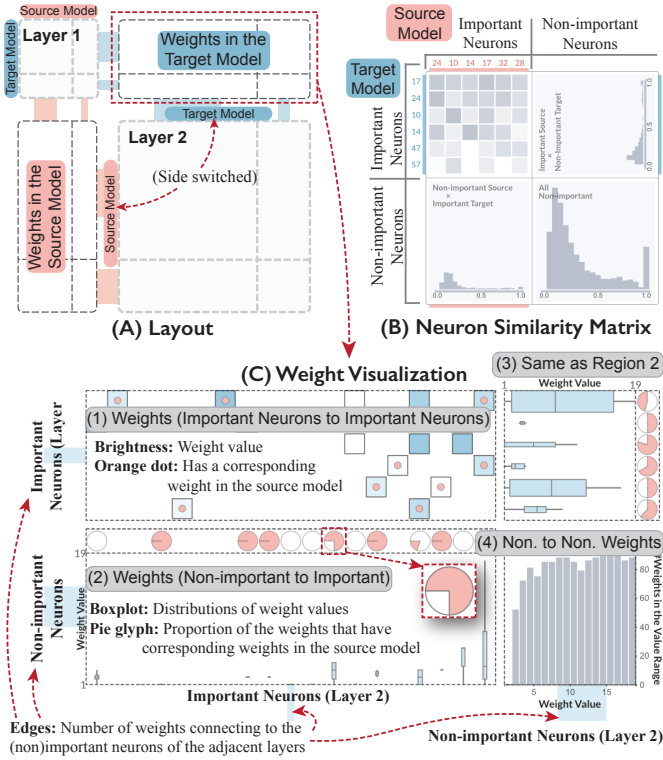 Source Model
Target Model
Layer 1
Weights in the
Target Model
Target Model
Layer 2
(Side switched)
Weights in the
Source Model
Source Model
(A) Layout
Source
Model
Important
Neurons
Non-important
Neurons
Target
Model
24 10 14 17 32 28
17
24
10
14
47
57
Important
Neurons
Important Source
×
Non-Important Target
0.0
0.5
1.0
Non-important
Neurons
Non-important Source
×
Important Target
0.0 0.5 1.0
All
Non-important
0.0 0.5 1.0
(B) Neuron Similarity Matrix
(C) Weight Visualization
(3) Same as Region 2
1 Weight Value 19
Important
Neurons (Layer
(1) Weights (Important Neurons to Important Neurons)
Brightness: Weight value
Orange dot: Has a corresponding
weight in the source model
Non-important
Neurons
19
Weight Value
1
(2) Weights (Non-important to Important)
Boxplot: Distributions of weight values
Pie glyph: Proportion of the weights that have
corresponding weights in the source model
(4) Non. to Non. Weights
80
60
40
20
0
#Weights in the
Value Range
5 10 15
Weight Value
Important Neurons (Layer 2)
Edges: Number of weights connecting to the
(non)important neurons of the adjacent layers
Non-important Neurons (Layer 2)